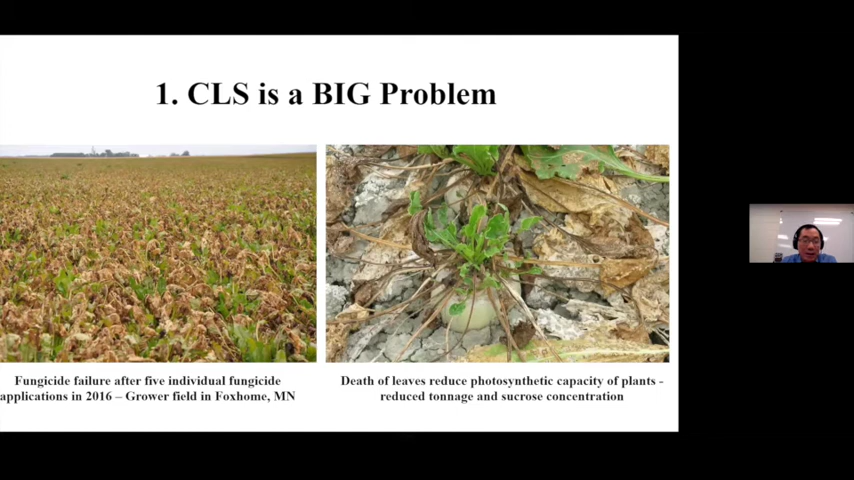 1. CLS is a BIG Problem
Fungicide failure after five individual fungicide
applications in 2016 – Grower field in Foxhome, MN
Death of leaves reduce photosynthetic capacity of plants -
reduced tonnage and sucrose concentration